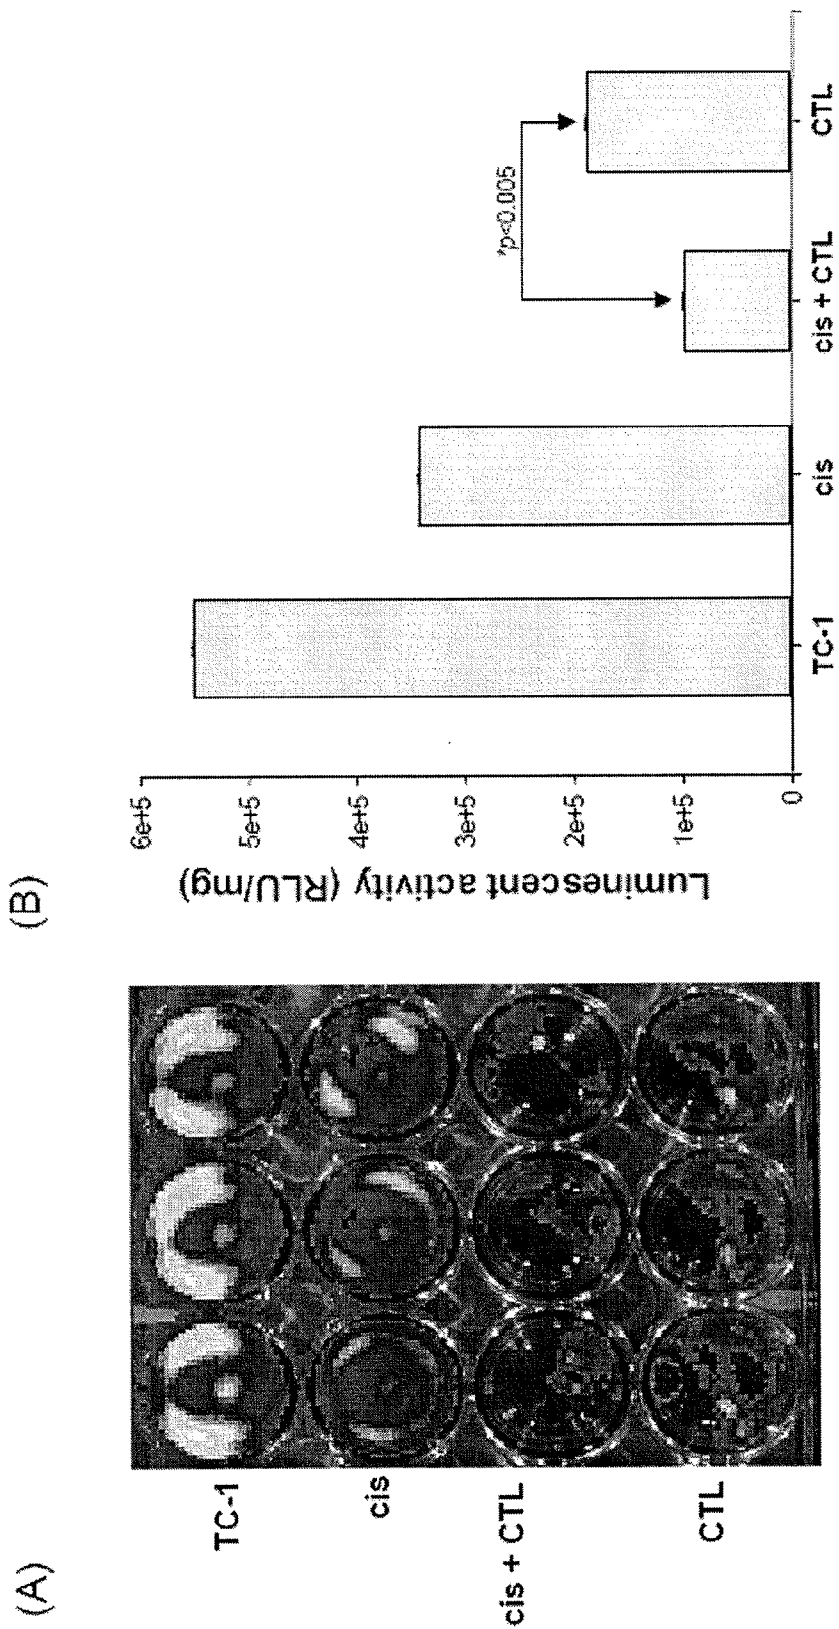 (A)
TC-1
cis
cis + CTL
CTL
(B)
Luminescent activity (RLU/mg)
6e+5
5e+5
4e+5
3e+5
2e+5
1e+5
0
*p<0.005
TC-1
cis
cis + CTL
CTL